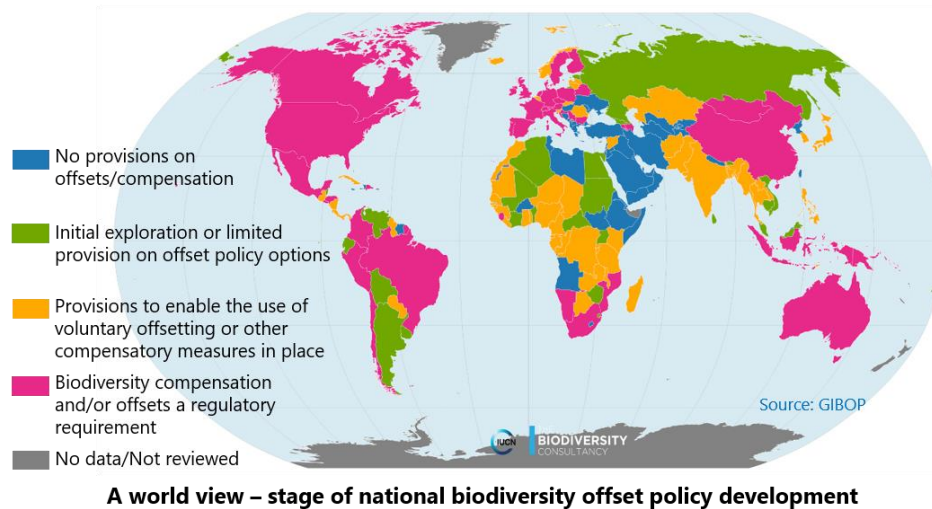 No provisions on
offsets/compensation
Initial exploration or limited
provision on offset policy
options
Provisions to enable the use of
voluntary offsetting or other
compensatory measures in place
Biodiversity compensation
and/or offsets a regulatory
requirement
No data/Not reviewed
Source: GIBOP
IUCN
BIODIVERSITY
CONSULTANCY
A world view – stage of national biodiversity offset policy development